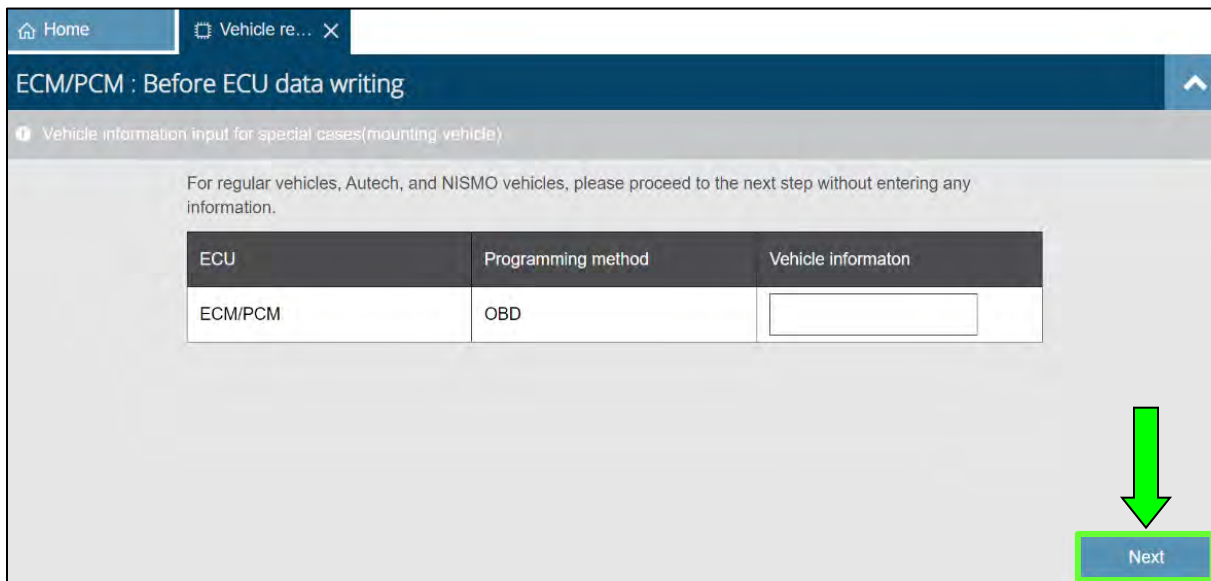 Home
Vehicle re...
ECM/PCM : Before ECU data writing
Vehicle information input for special cases(mounting vehicle)
For regular vehicles, Autech, and NISMO vehicles, please proceed to the next step without entering any
information.
ECU Programming method Vehicle informaton
ECM/PCM OBD
Next